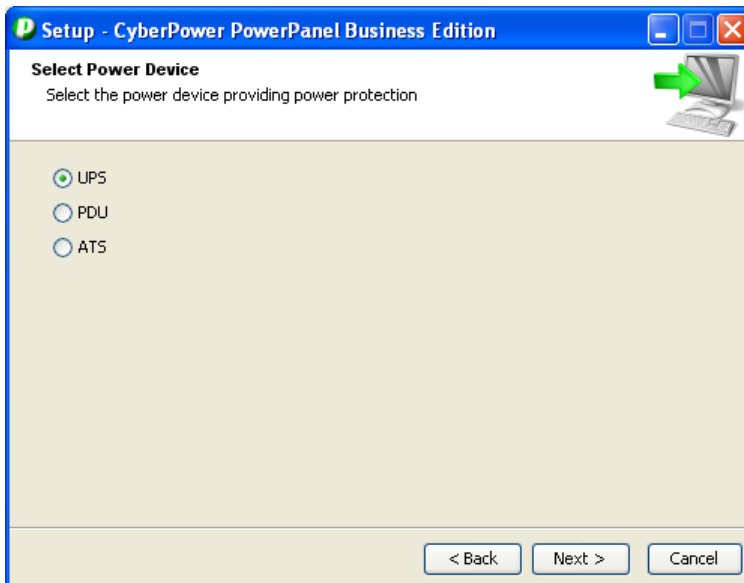 Setup - CyberPower PowerPanel Business Edition
Select Power Device
Select the power device providing power protection
UPS
PDU
ATS
< Back Next > Cancel